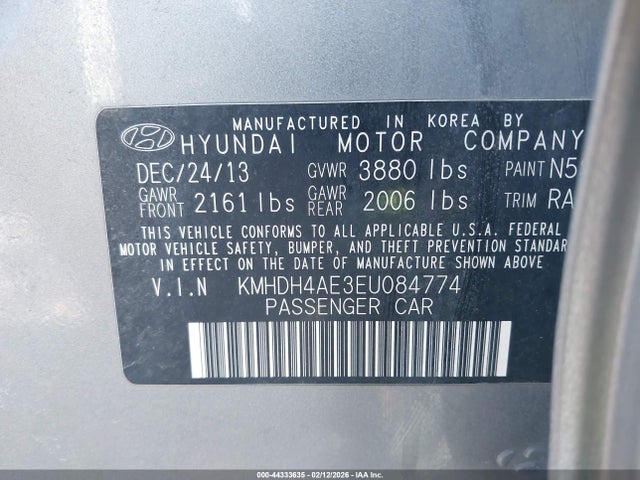 MANUFACTURED IN KOREA BY
HYUNDAI MOTOR COMPANY
DEC/24/13 GVWR 3880 lbs PAINT
GAWR FRONT 2161 lbs GAWR REAR 2006 lbs TRIM RA
THIS VEHICLE CONFORMS TO ALL APPLICABLE U.S.A. FEDERAL
MOTOR VEHICLE SAFETY, BUMPER, AND THEFT PREVENTION STANDAR
IN EFFECT ON THE DATE OF MANUFACTURE SHOWN ABOVE.
V.I.N KMHDH4AE3EU084774
PASSENGER CAR
000-44333635 - 02/12/2026 - IAA Inc.